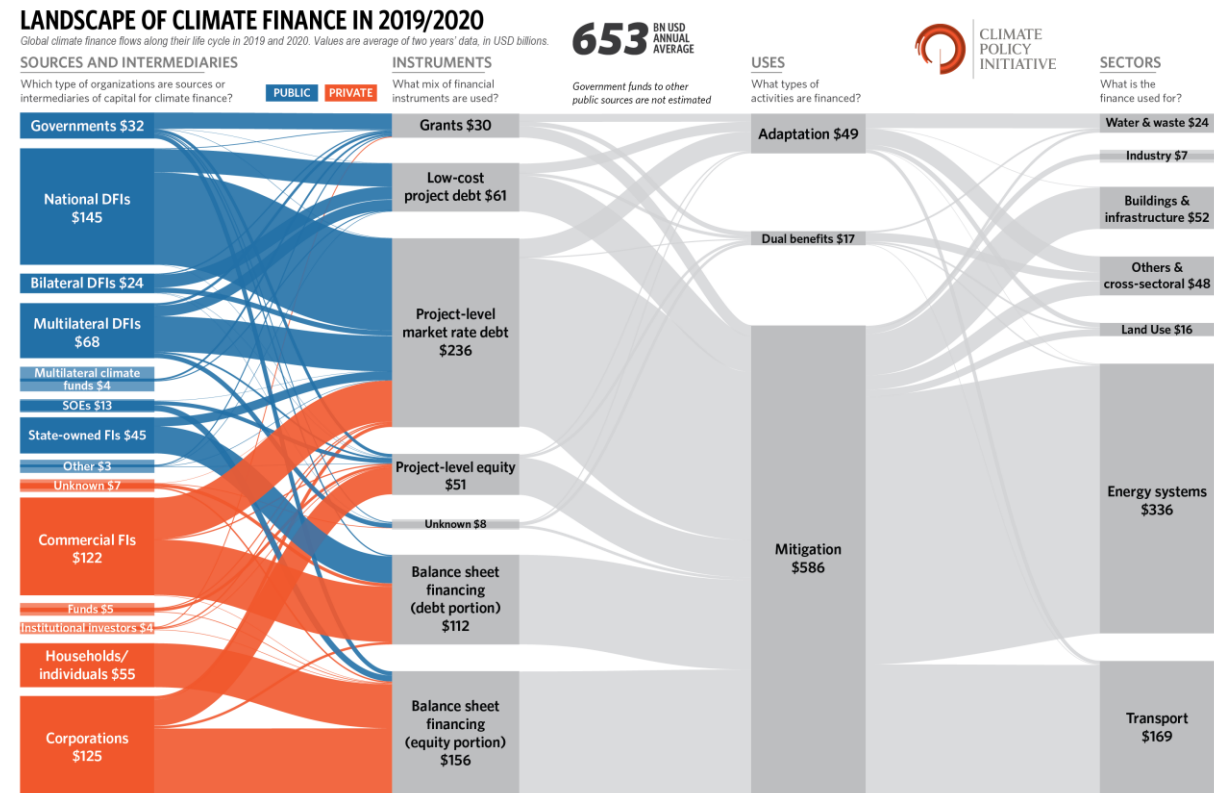 LANDSCAPE OF CLIMATE FINANCE IN 2019/2020
Global climate finance flows along their life cycle in 2019 and 2020. Values are average of two years' data, in USD billions.
653
BN USD
ANNUAL
AVERAGE
CLIMATE
POLICY
INITIATIVE
SOURCES AND INTERMEDIARIES
Which type of organizations are sources or
intermediaries of capital for climate finance?
PUBLIC
PRIVATE
INSTRUMENTS
What mix of financial
instruments are used?
Government funds to other
public sources are not estimated
USES
What types of
activities are financed?
SECTORS
What is the
finance used for?
Governments $32
National DFIs
$145
Bilateral DFIs $24
Multilateral DFIs
$68
Multilateral climate
funds $4
SOEs $13
State-owned FIs $45
Other $3
Unknown $7
Commercial FIs
$122
Funds $5
Institutional investors $4
Households/
individuals $55
Corporations
$125
Grants $30
Low-cost
project debt $61
Project-level
market rate debt
$236
Project-level equity
$51
Unknown $8
Balance sheet
financing
(debt portion)
$112
Balance sheet
financing
(equity portion)
$156
Adaptation $49
Dual benefits $17
Mitigation
$586
Water & waste $24
Industry $7
Buildings &
infrastructure $52
Others &
cross-sectoral $48
Land Use $16
Energy systems
$336
Transport
$169